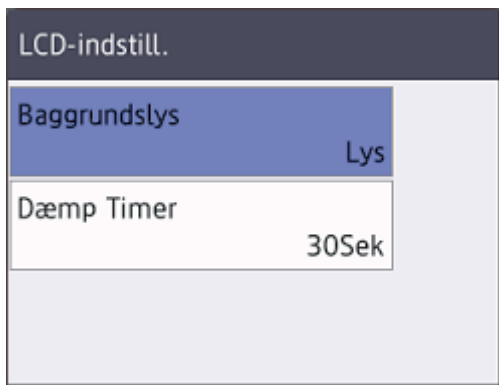 LCD-indstill.
Baggrundslys
Lys
Dæmp Timer
30Sek